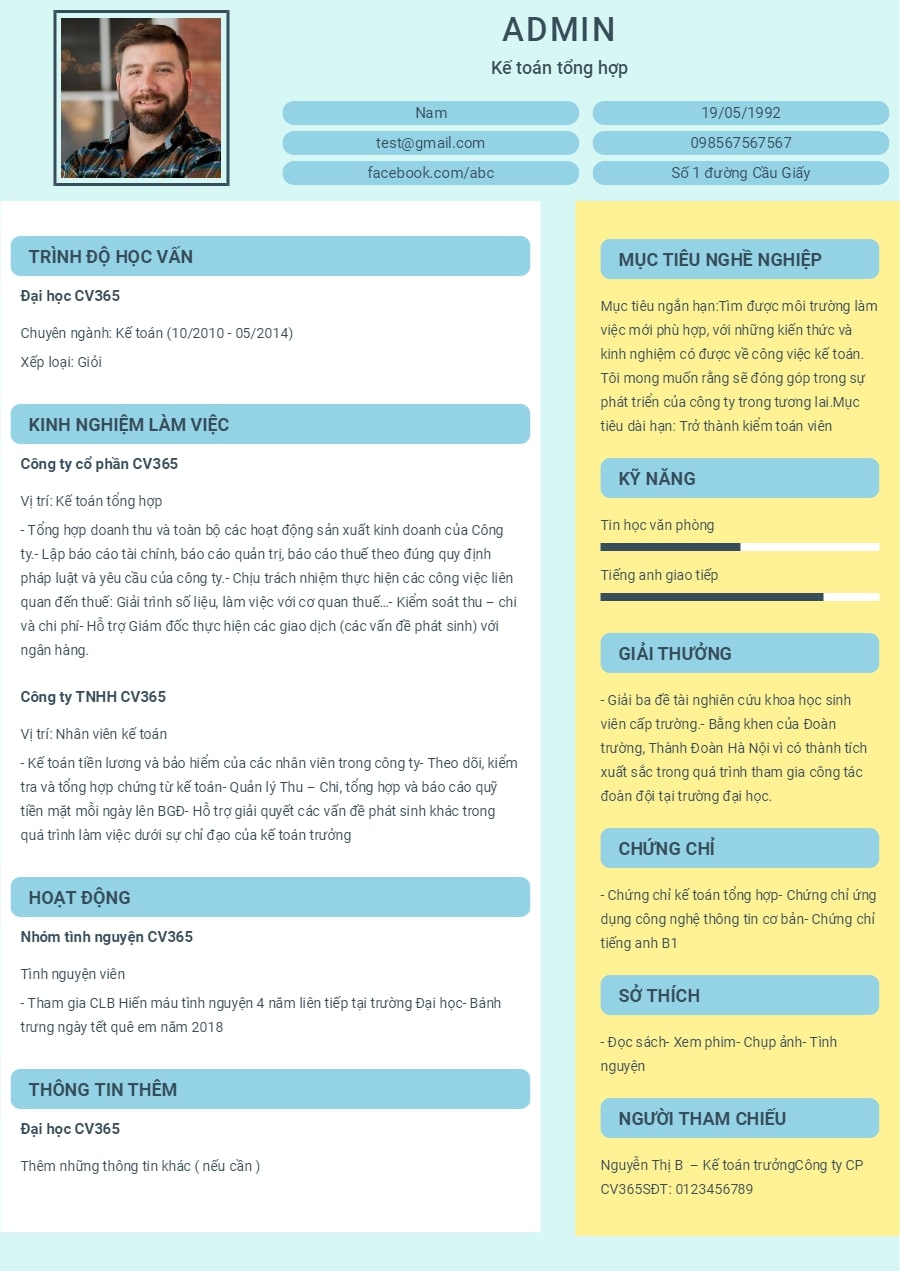 ADMIN
Kế toán tổng hợp
Nam
19/05/1992
test@gmail.com
098567567567
facebook.com/abc
Số 1 đường Cầu Giấy
TRÌNH ĐỘ HỌC VẤN
Đại học CV365
Chuyên ngành: Kế toán (10/2010 - 05/2014)
Xếp loại: Giỏi
KINH NGHIỆM LÀM VIỆC
Công ty cổ phần CV365
Vị trí: Kế toán tổng hợp
- Tổng hợp doanh thu và toàn bộ các hoạt động sản xuất kinh doanh của Công
ty.- Lập báo cáo tài chính, báo cáo quản trị, báo cáo thuế theo đúng quy định
pháp luật và yêu cầu của công ty.- Chịu trách nhiệm thực hiện các công việc liên
quan đến thuế: Giải trình số liệu, làm việc với cơ quan thuế…- Kiểm soát thu – chi
và chi phí- Hỗ trợ Giám đốc thực hiện các giao dịch (các vấn đề phát sinh) với
ngân hàng.
Công ty TNHH CV365
Vị trí: Nhân viên kế toán
- Kế toán tiền lương và bảo hiểm của các nhân viên trong công ty- Theo dõi, kiểm
tra và tổng hợp chứng từ kế toán- Quản lý Thu – Chi, tổng hợp và báo cáo quỹ
tiền mặt mỗi ngày lên BGĐ- Hỗ trợ giải quyết các vấn đề phát sinh khác trong
quá trình làm việc dưới sự chỉ đạo của kế toán trưởng
HOẠT ĐỘNG
Nhóm tình nguyện CV365
Tình nguyện viên
- Tham gia CLB Hiến máu tình nguyện 4 năm liên tiếp tại trường Đại học- Bánh
trưng ngày tết quê em năm 2018
THÔNG TIN THÊM
Đại học CV365
Thêm những thông tin khác ( nếu cần )
MỤC TIÊU NGHỀ NGHIỆP
Mục tiêu ngắn hạn:Tìm được môi trường làm
việc mới phù hợp, với những kiến thức và
kinh nghiệm có được về công việc kế toán.
Tôi mong muốn rằng sẽ đóng góp trong sự
phát triển của công ty trong tương lai.Mục
tiêu dài hạn: Trở thành kiểm toán viên
KỸ NĂNG
Tin học văn phòng
Tiếng anh giao tiếp
GIẢI THƯỞNG
- Giải ba đề tài nghiên cứu khoa học sinh
viên cấp trường.- Bằng khen của Đoàn
trường, Thành Đoàn Hà Nội vì có thành tích
xuất sắc trong quá trình tham gia công tác
đoàn đội tại trường đại học.
CHỨNG CHỈ
- Chứng chỉ kế toán tổng hợp- Chứng chỉ ứng
dụng công nghệ thông tin cơ bản- Chứng chỉ
tiếng anh B1
SỞ THÍCH
- Đọc sách- Xem phim- Chụp ảnh- Tình
nguyện
NGƯỜI THAM CHIẾU
Nguyễn Thị B – Kế toán trưởngCông ty CP
CV365SĐT: 0123456789